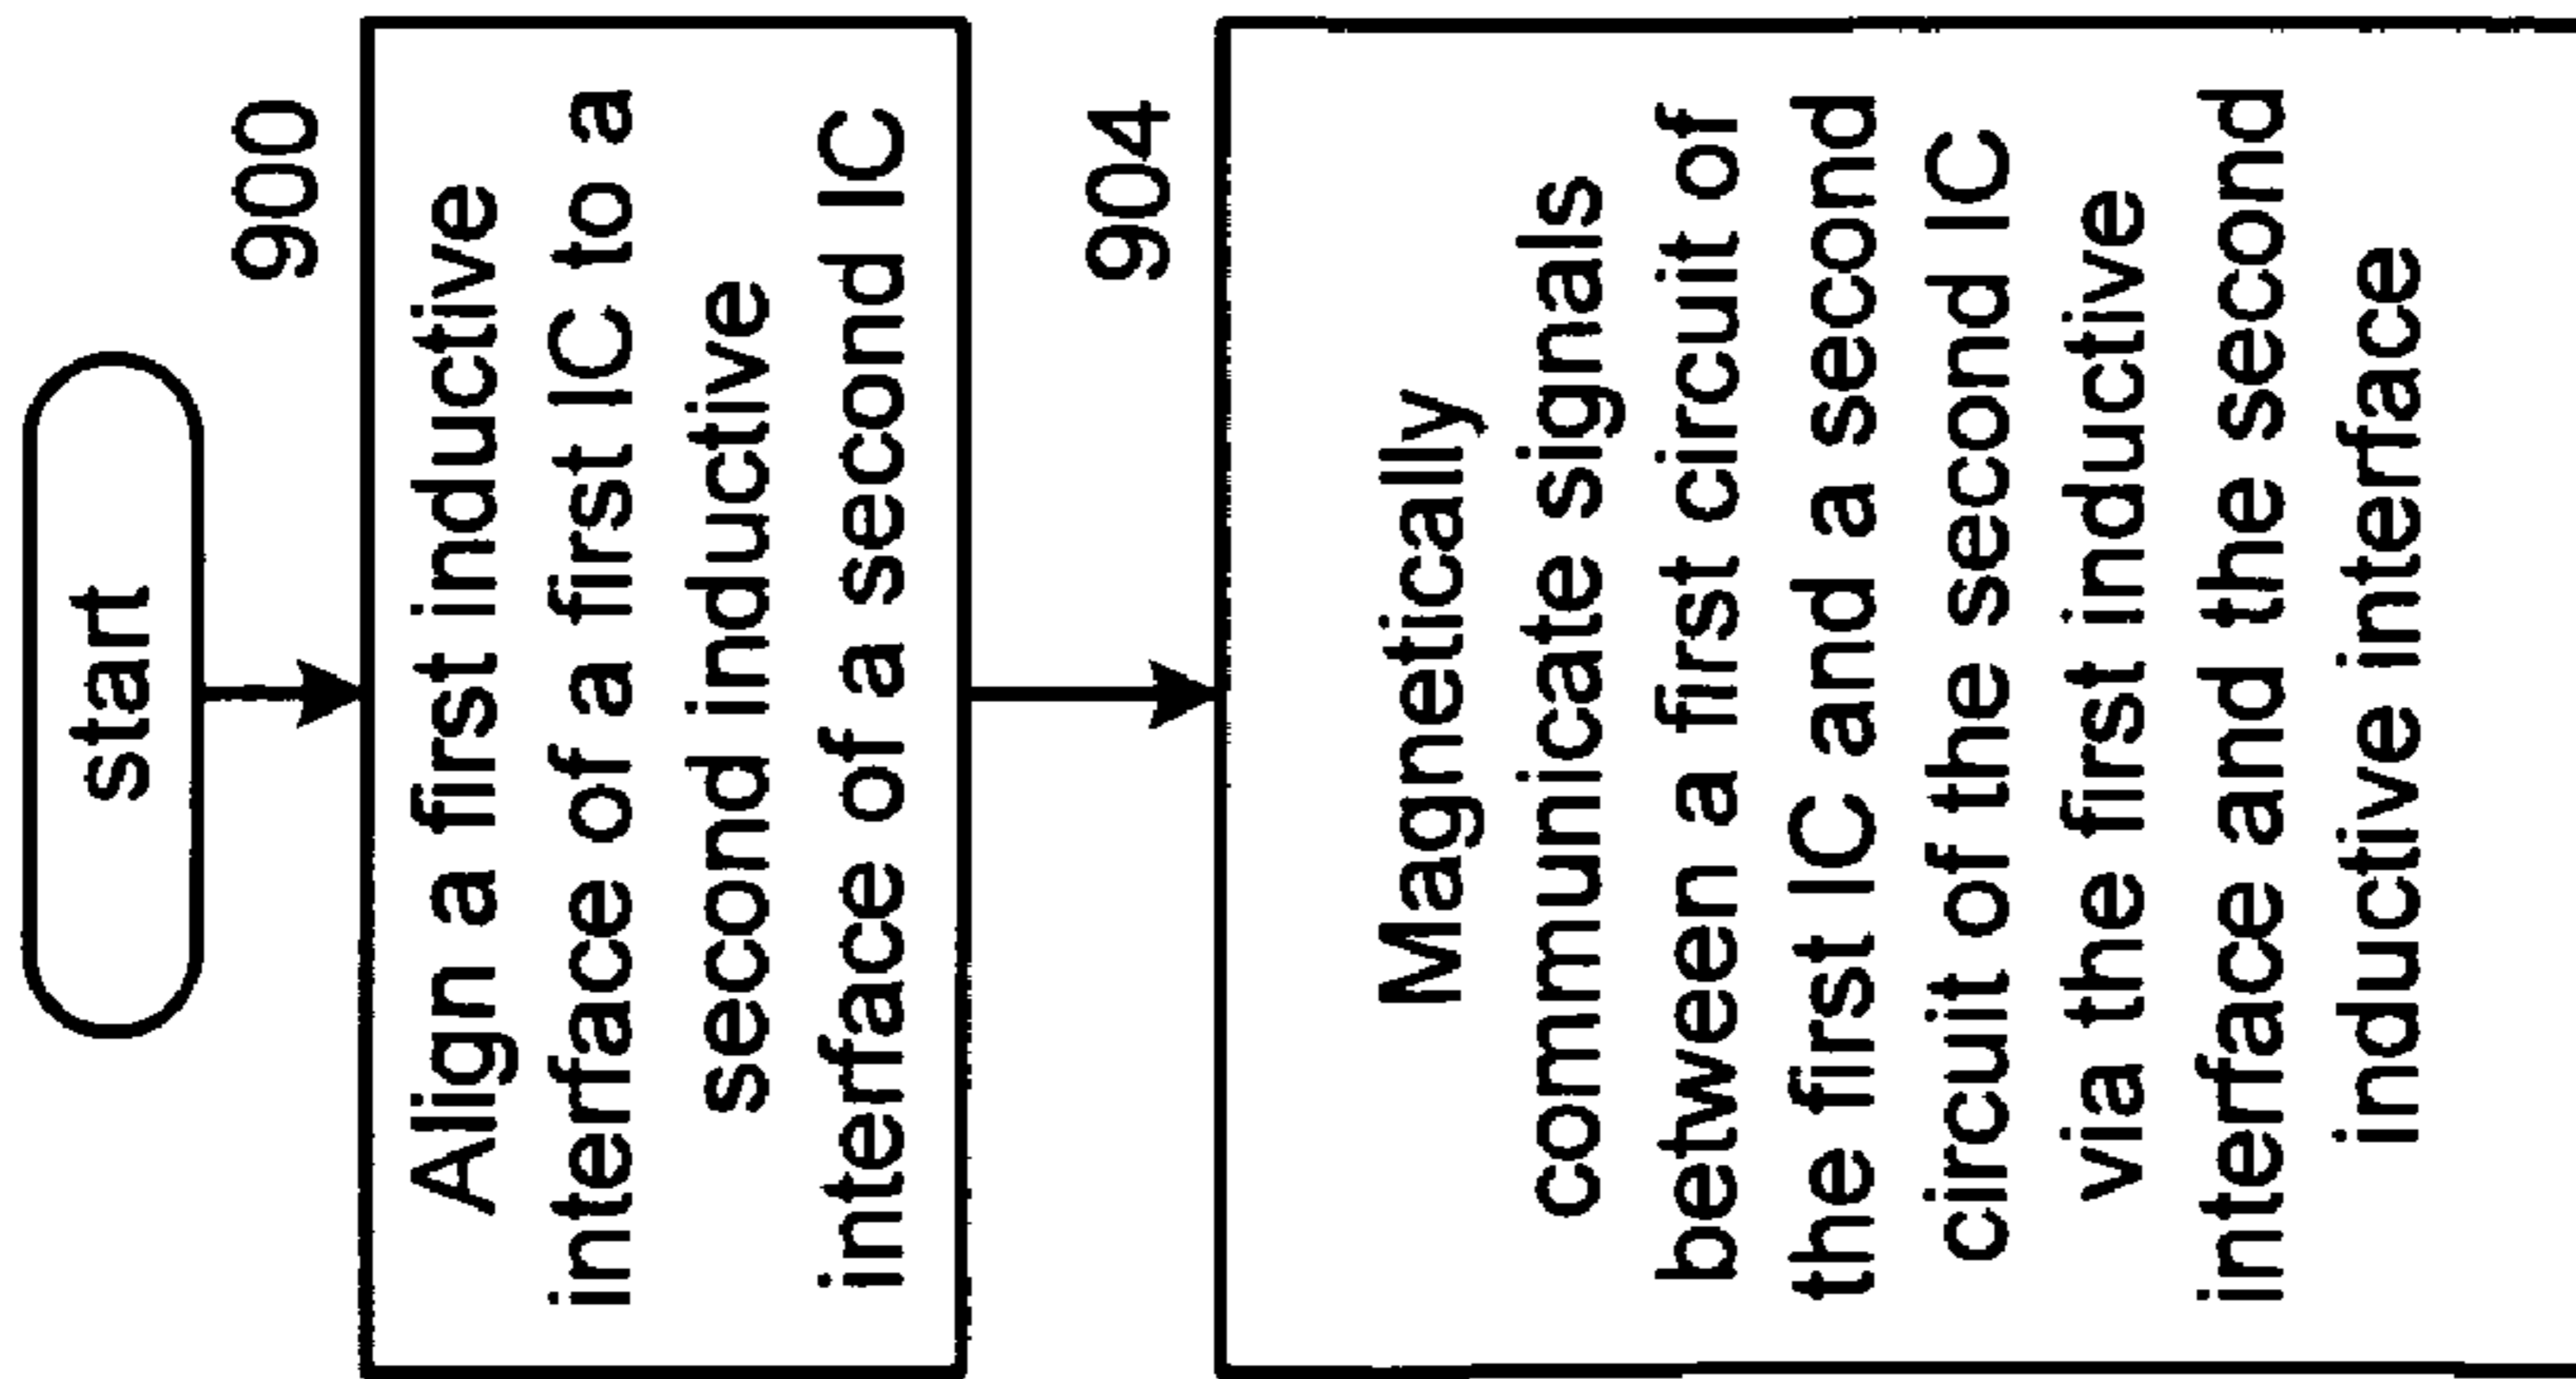 start
900
Align a first inductive
interface of a first IC to a
second inductive
interface of a second IC
904
Magnetically
communicate signals
between a first circuit of
the first IC and a second
circuit of the second IC
via the first inductive
interface and the second
inductive interface